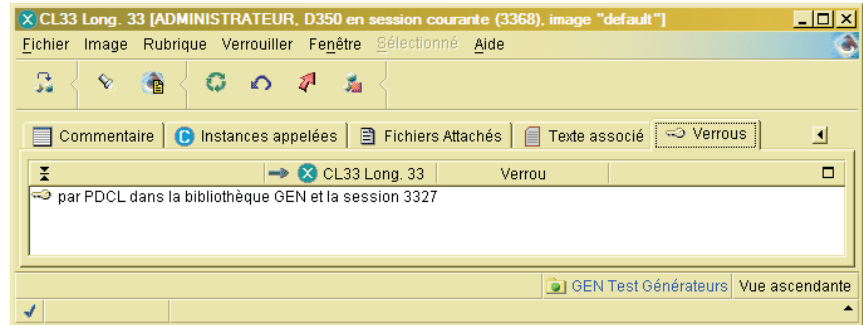 CL33 Long. 33 [ADMINISTRATEUR, D350 en session courante (3368), image "default"]
Fichier Image Rubrique Verrouiller Fenêtre Sélectionné Aide
Commentaire Instances appelées Fichiers Attachés Texte associé Verrous
CL33 Long. 33 Verrou
par PDCL dans la bibliothèque GEN et la session 3327
GEN Test Générateurs Vue ascendante